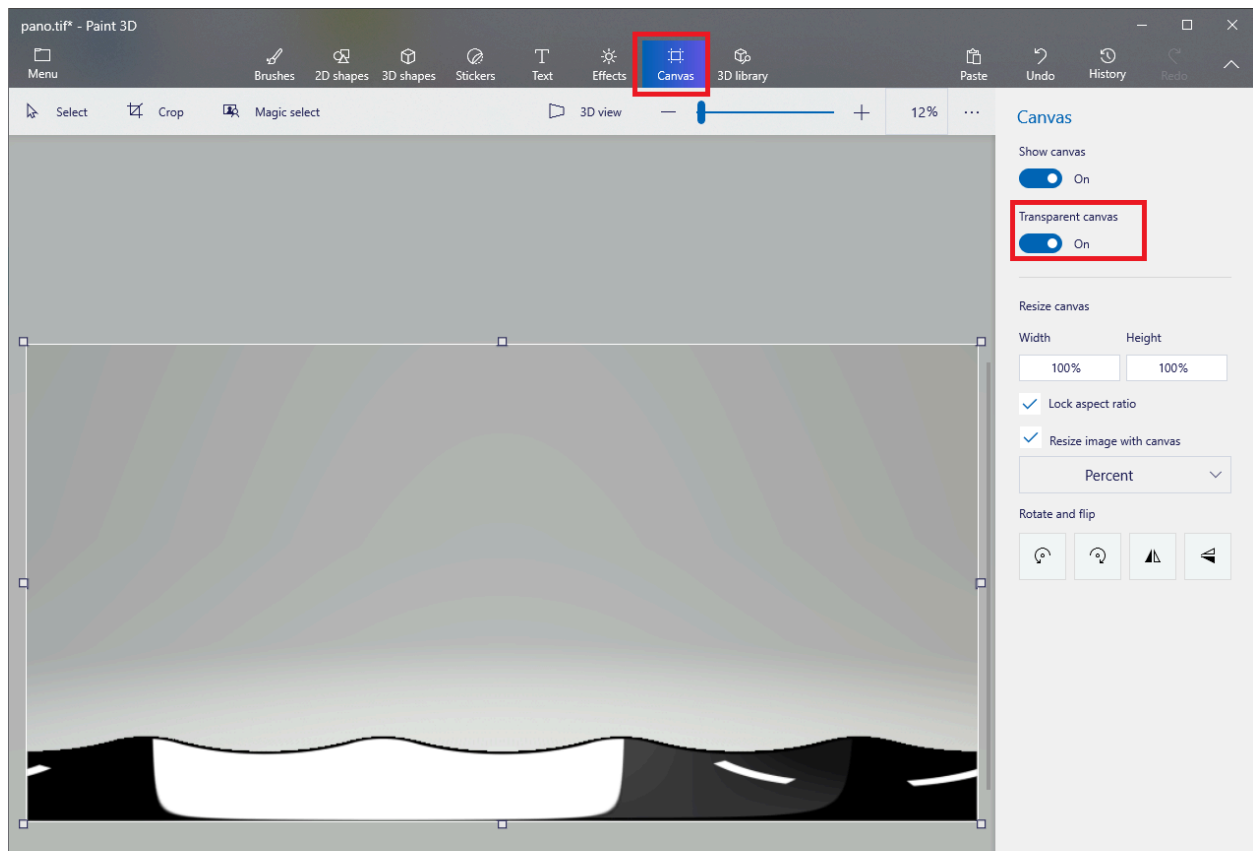 pano.tif* - Paint 3D
Menu
Brushes
2D shapes
3D shapes
Stickers
Text
Effects
Canvas
3D library
Paste
Undo
History
Redo
Select
Crop
Magic select
3D view
12%
Canvas
Show canvas
On
Transparent canvas
On
Resize canvas
Width Height
100% 100%
Lock aspect ratio
Resize image with canvas
Percent
Rotate and flip